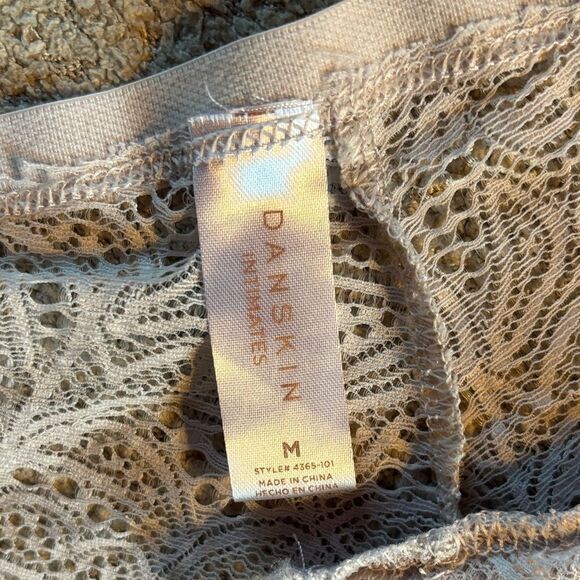 DANSKIN
INTIMATES
M
STYLE# 4365-101
MADE IN CHINA
HECHO EN CHINA